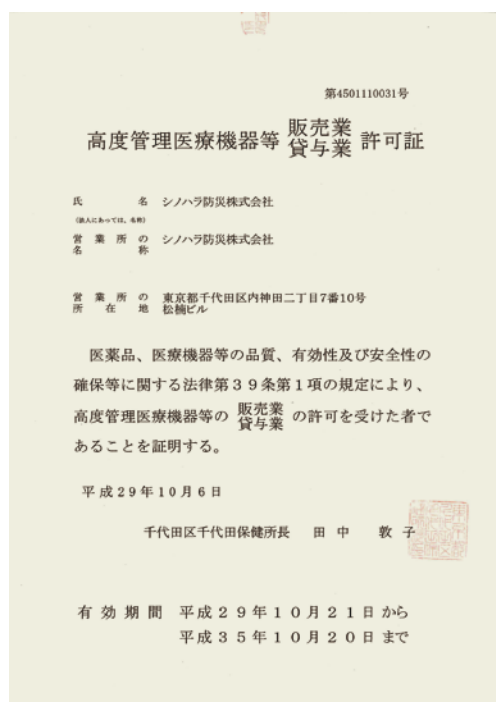 第4501110031号
高度管理医療機器等 販売業 貸与業 許可証
氏名 シノハラ防災株式会社
(法人にあっては、名称)
営業所の名称 シノハラ防災株式会社
営業所の所在地 東京都千代田区内神田二丁目7番10号
松楠ビル
医薬品、医療機器等の品質、有効性及び安全性の
確保等に関する法律第39条第1項の規定により、
高度管理医療機器等の 販売業 貸与業 の許可を受けた者で
あることを証明する。
平成29年10月6日
千代田区千代田保健所長 田中 敦子
有効期間 平成29年10月21日から
平成35年10月20日まで